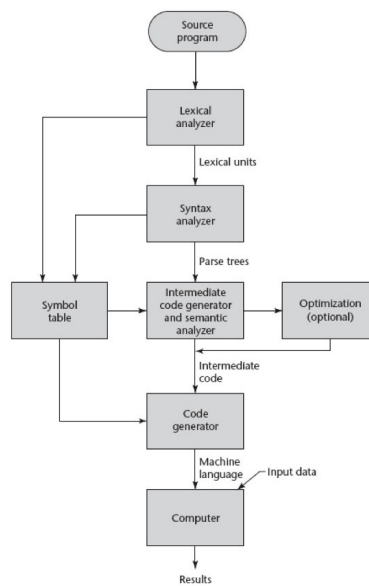 Source
program
Lexical
analyzer
Lexical units
Syntax
analyzer
Parse trees
Symbol
table
Intermediate
code generator
and semantic
analyzer
Optimization
(optional)
Intermediate
code
Code
generator
Machine
language
Input data
Computer
Results